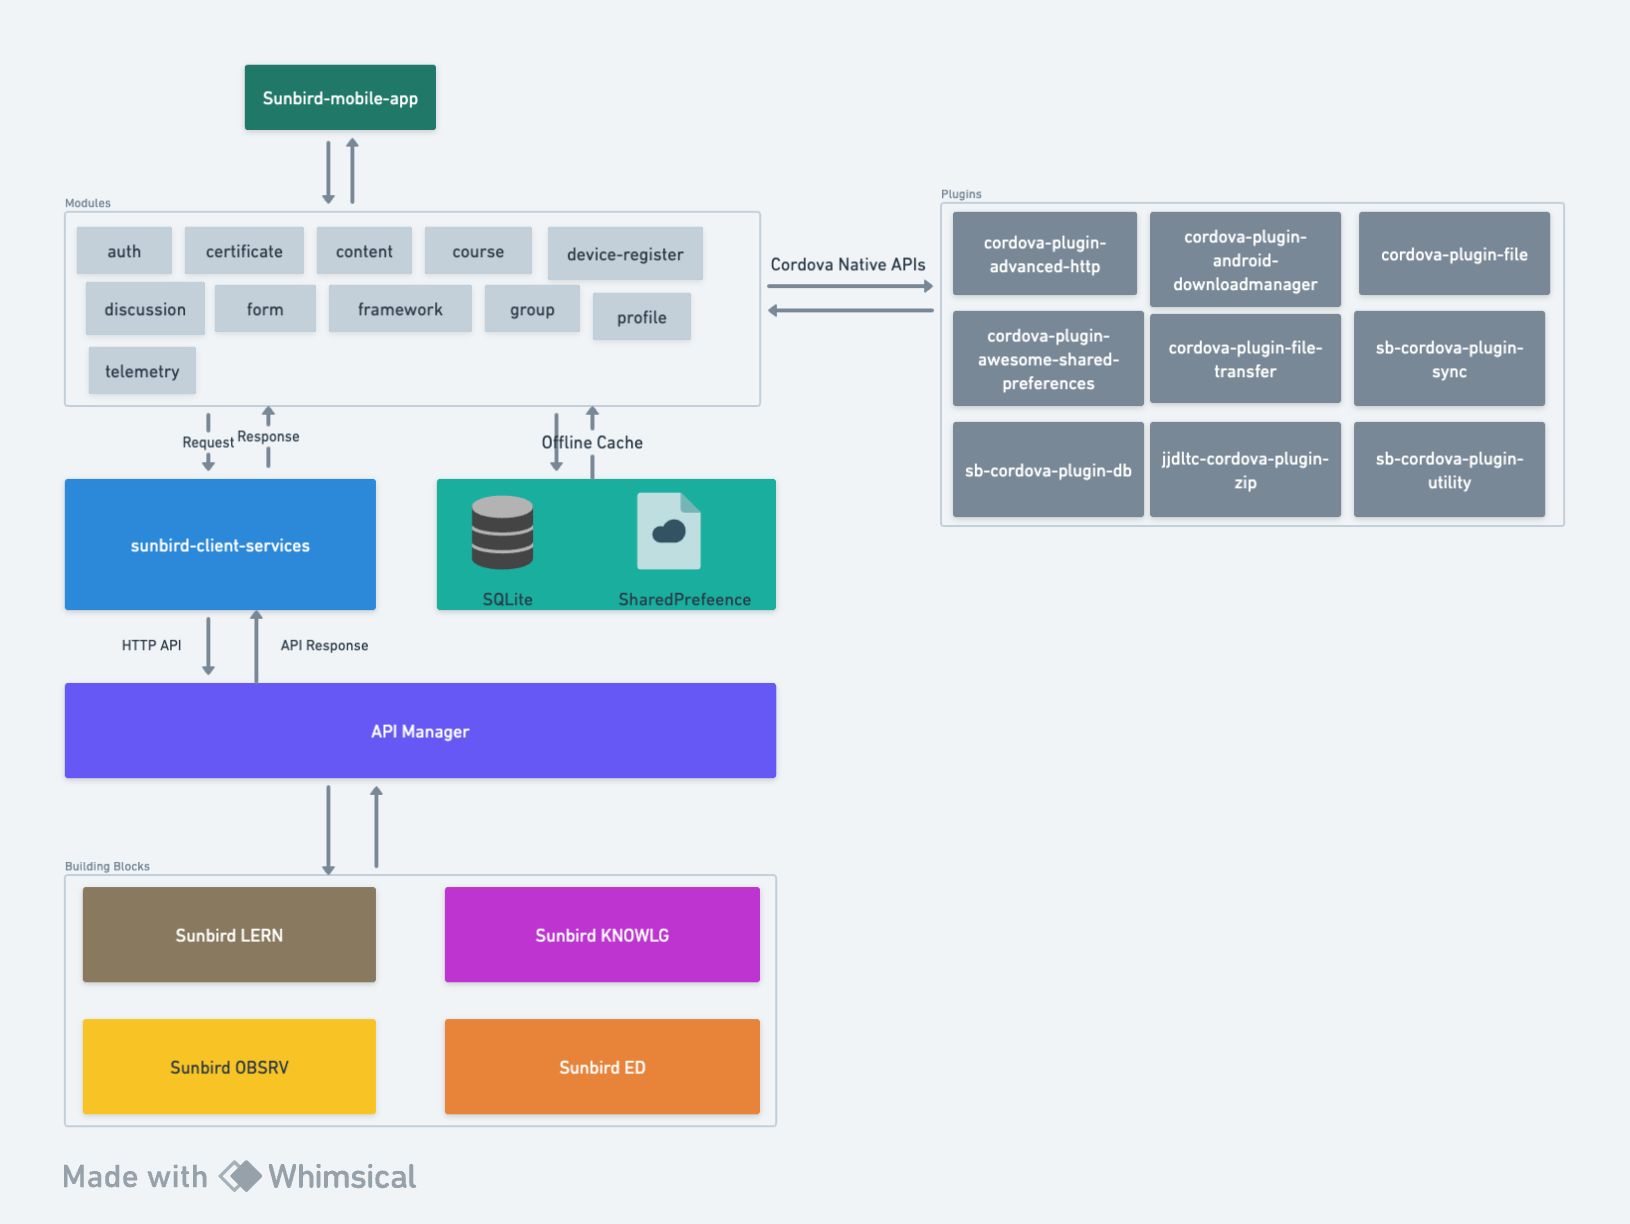 Sunbird-mobile-app
Modules
auth
certificate
content
course
device-register
discussion
form
framework
group
profile
telemetry
Cordova Native APIs
Plugins
cordova-plugin-
advanced-http
cordova-plugin-
android-
downloadmanager
cordova-plugin-file
cordova-plugin-
awesome-shared-
preferences
cordova-plugin-file-
transfer
sb-cordova-plugin-
sync
sb-cordova-plugin-db
jjdltc-cordova-plugin-
zip
sb-cordova-plugin-
utility
Request
Response
Offline Cache
sunbird-client-services
SQLite
SharedPrefeence
HTTP API
API Response
API Manager
Building Blocks
Sunbird LERN
Sunbird KNOWLG
Sunbird OBSRV
Sunbird ED
Made with Whimsical